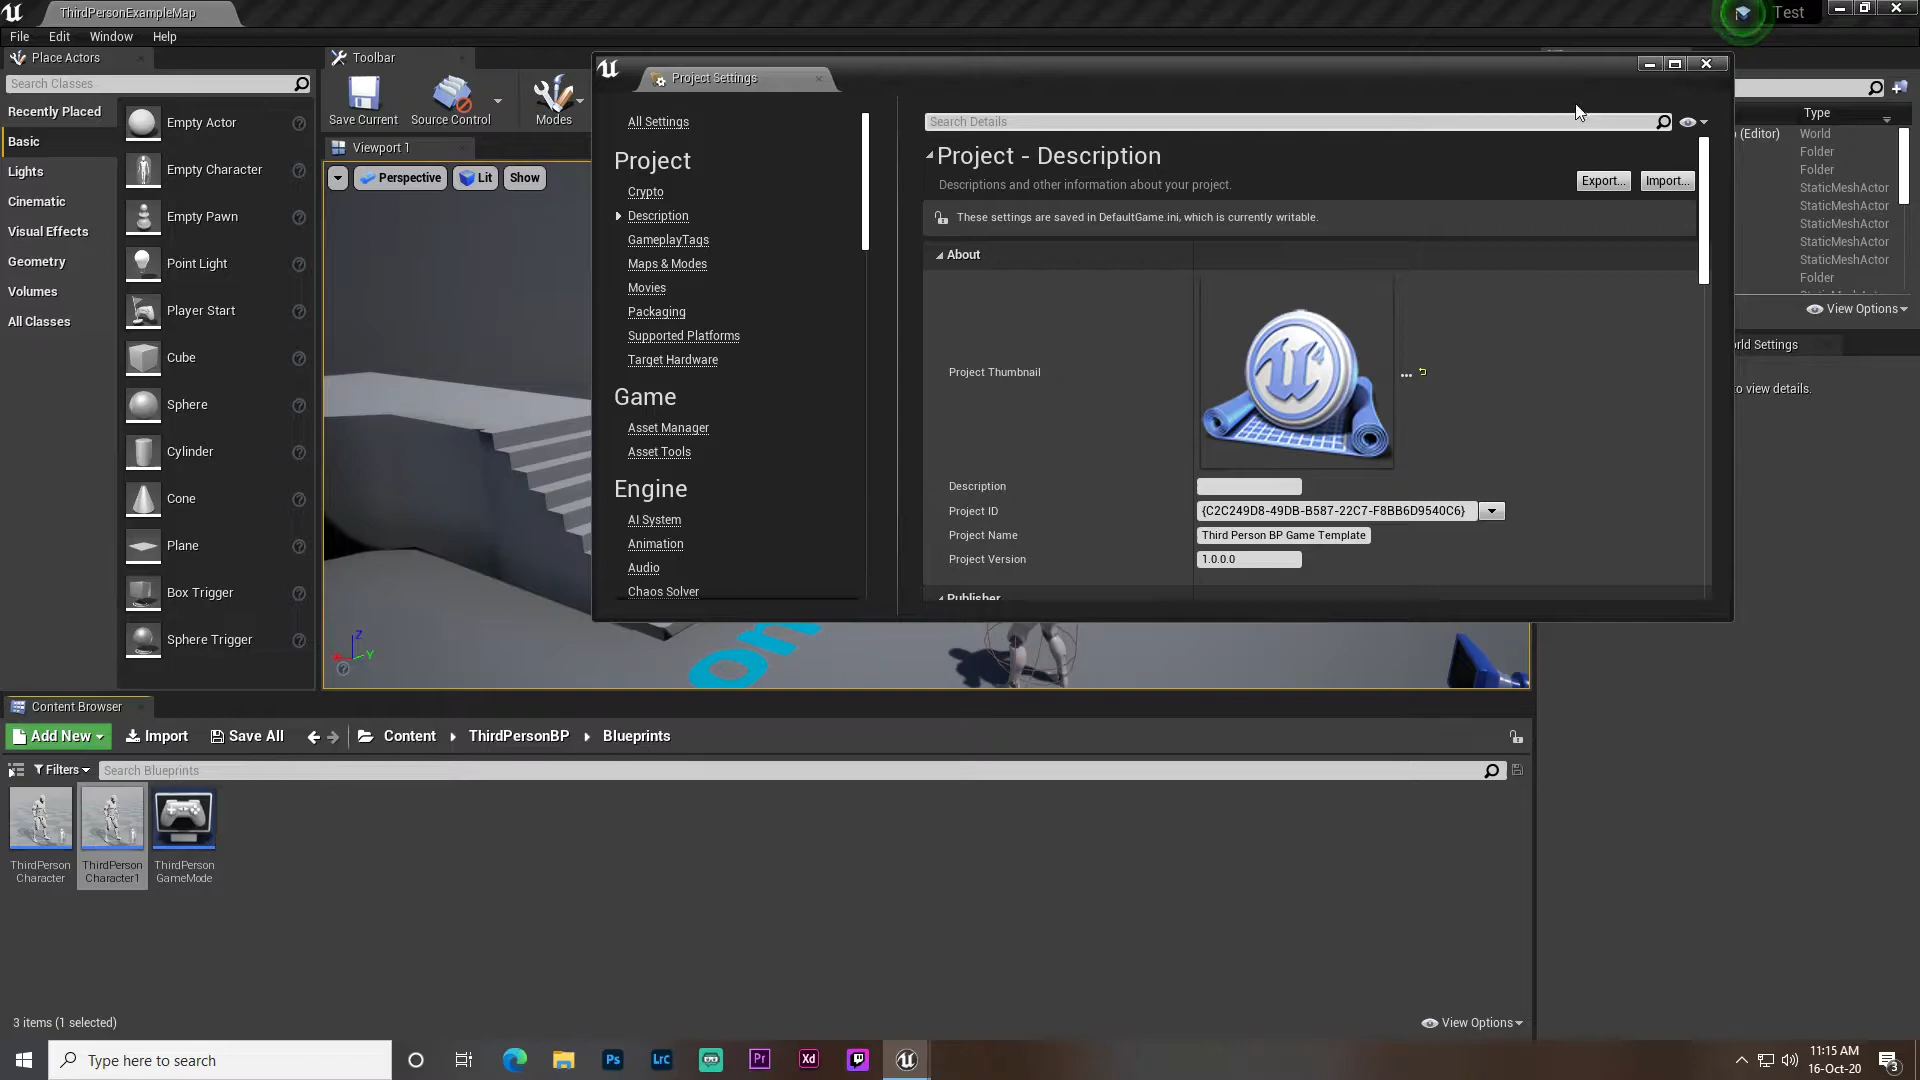 ThirdPersonExampleMap
Test
File Edit Window Help
Place Actors
Toolbar
Project Settings
Search Classes
Recently Placed
Basic
Lights
Cinematic
Visual Effects
Geometry
Volumes
All Classes
Empty Actor
Empty Character
Empty Pawn
Point Light
Player Start
Cube
Sphere
Cylinder
Cone
Plane
Box Trigger
Sphere Trigger
Save Current
Source Control
Modes
Viewport 1
Perspective
Lit
Show
All Settings
Project
Crypto
Description
GameplayTags
Maps & Modes
Movies
Packaging
Supported Platforms
Target Hardware
Game
Asset Manager
Asset Tools
Engine
AI System
Animation
Audio
Chaos Solver
Search Details
Project - Description
Descriptions and other information about your project.
Export...
Import...
These settings are saved in DefaultGame.ini, which is currently writable.
About
Project Thumbnail
Description
Project ID {C2C249D8-49DB-B587-22C7-F8BB6D9540C6}
Project Name Third Person BP Game Template
Project Version 1.0.0.0
Publisher
Type
(Editor) World
Folder
Folder
StaticMeshActor
StaticMeshActor
StaticMeshActor
StaticMeshActor
StaticMeshActor
Folder
View Options
rld Settings
to view details.
on
Z
Y
Content Browser
Add New
Import
Save All
Content
ThirdPersonBP
Blueprints
Filters
Search Blueprints
ThirdPerson
Character
ThirdPerson
Character1
ThirdPerson
GameMode
3 items (1 selected)
View Options
Type here to search
Ps
Lrc
Pr
Xd
11:15 AM
16-Oct-20
3